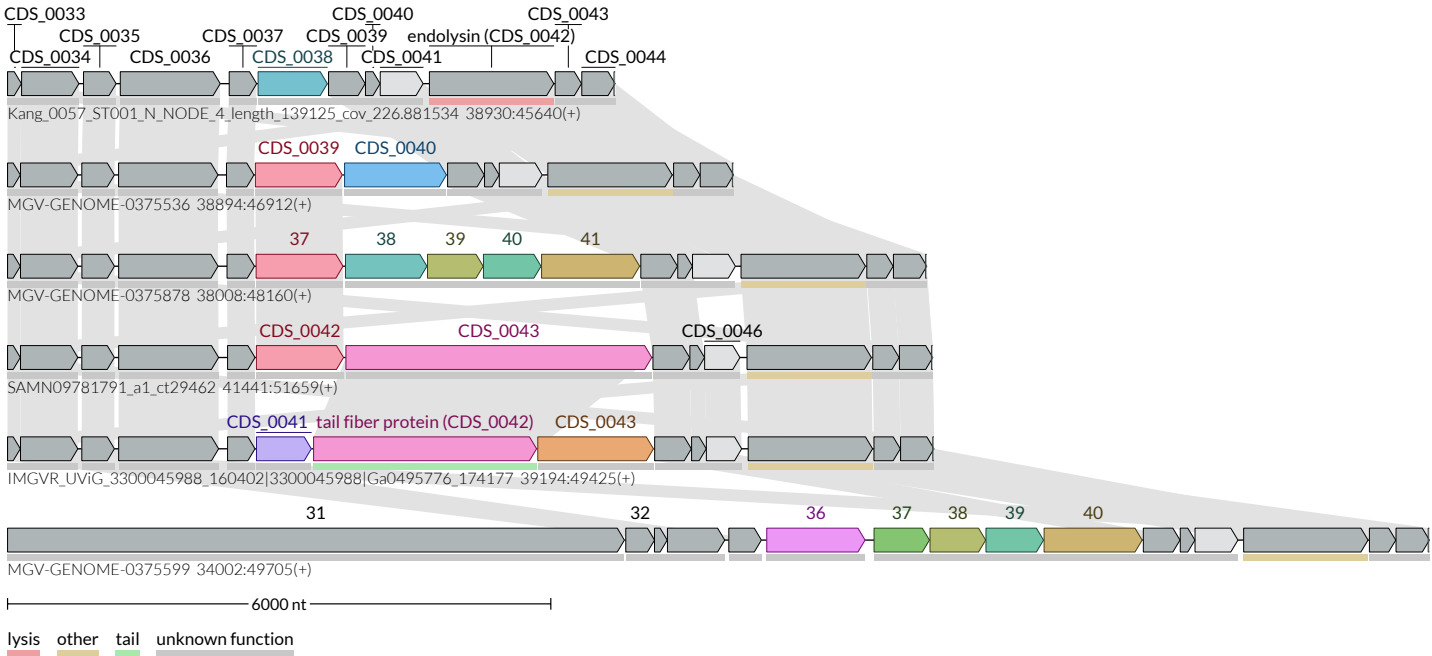 CDS_0033 CDS_0040 CDS_0043
CDS_0035 CDS_0037 CDS_0039 endolysin (CDS_0042)
CDS_0034 CDS_0036 CDS_0038 CDS_0041 CDS_0044
Kang_0057_ST001_N_NODE_4_length_139125_cov_226.881534 38930:45640(+)
CDS_0039 CDS_0040
MGV-GENOME-0375536 38894:46912(+)
37 38 39 40 41
MGV-GENOME-0375878 38008:48160(+)
CDS_0042 CDS_0043 CDS_0046
SAMN09781791_a1_ct29462 41441:51659(+)
CDS_0041 tail fiber protein (CDS_0042) CDS_0043
IMGVR_UViG_3300045988_160402|3300045988|Ga0495776_174177 39194:49425(+)
31 32 36 37 38 39 40
MGV-GENOME-0375599 34002:49705(+)
6000 nt
lysis other tail unknown function